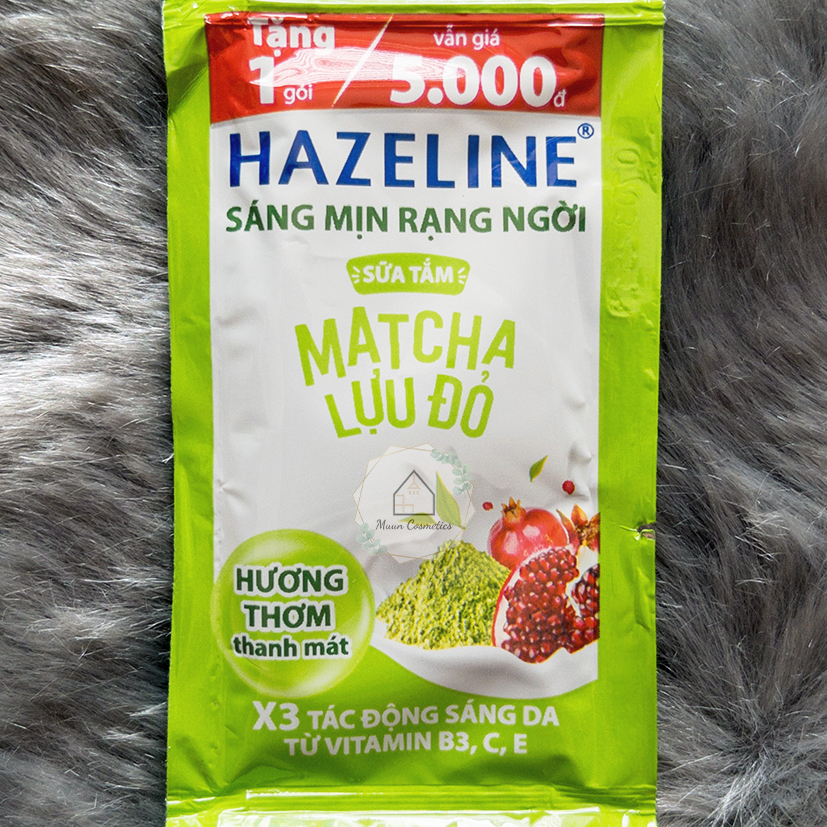 Tặng
1 gói
/
vẫn giá
5.000đ
HAZELINE®
SÁNG MỊN RẠNG NGỜI
SỮA TẮM
MATCHA
LỰU ĐỎ
Muun Cosmetics
HƯƠNG
THƠM
thanh mát
X3 TÁC ĐỘNG SÁNG DA
TỪ VITAMIN B3, C, E